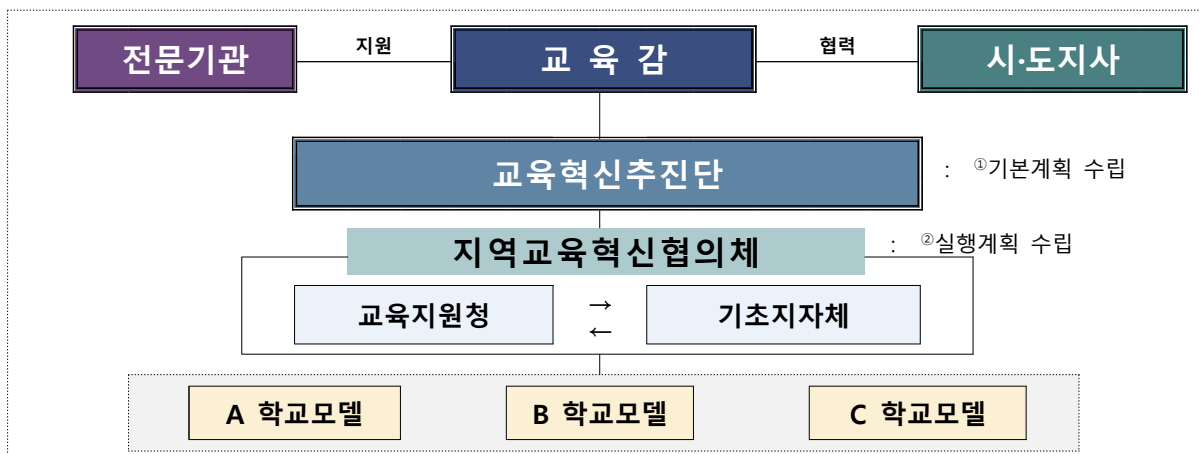 전문기관 지원 교 육 감 협력 시·도지사
교육혁신추진단 : ①기본계획 수립
지역교육혁신협의체 : ②실행계획 수립
교육지원청 → ← 기초지자체
A 학교모델 B 학교모델 C 학교모델